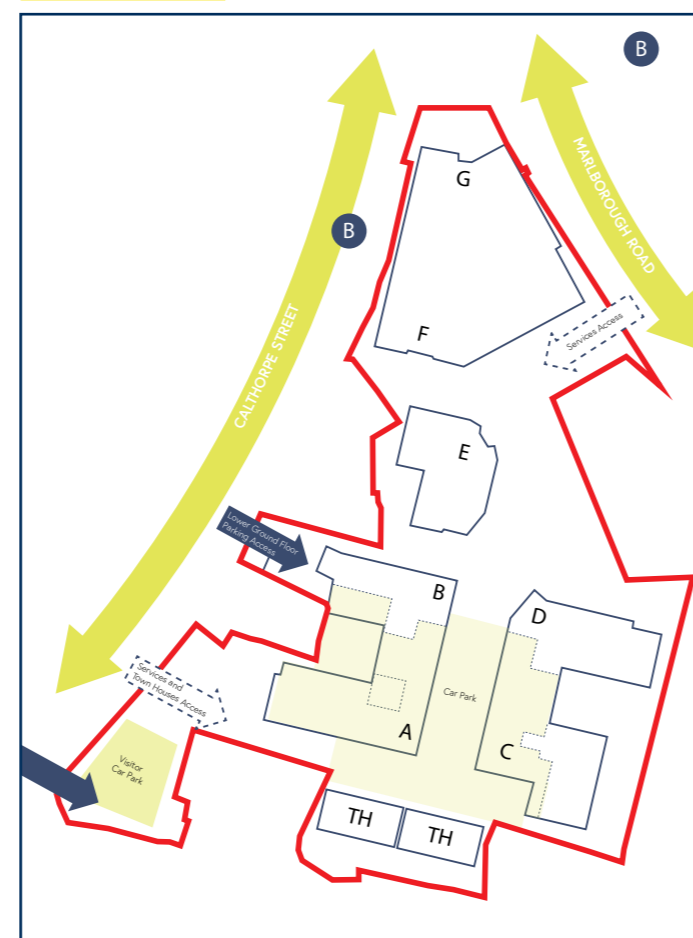 B
MARLBOROUGH ROAD
G
B
CALTHORPE STREET
F
Services Access
E
Lower Ground Floor
Parking Access
B
D
Car Park
Services and
Town Houses Access
A
C
Visitor
Car Park
TH
TH